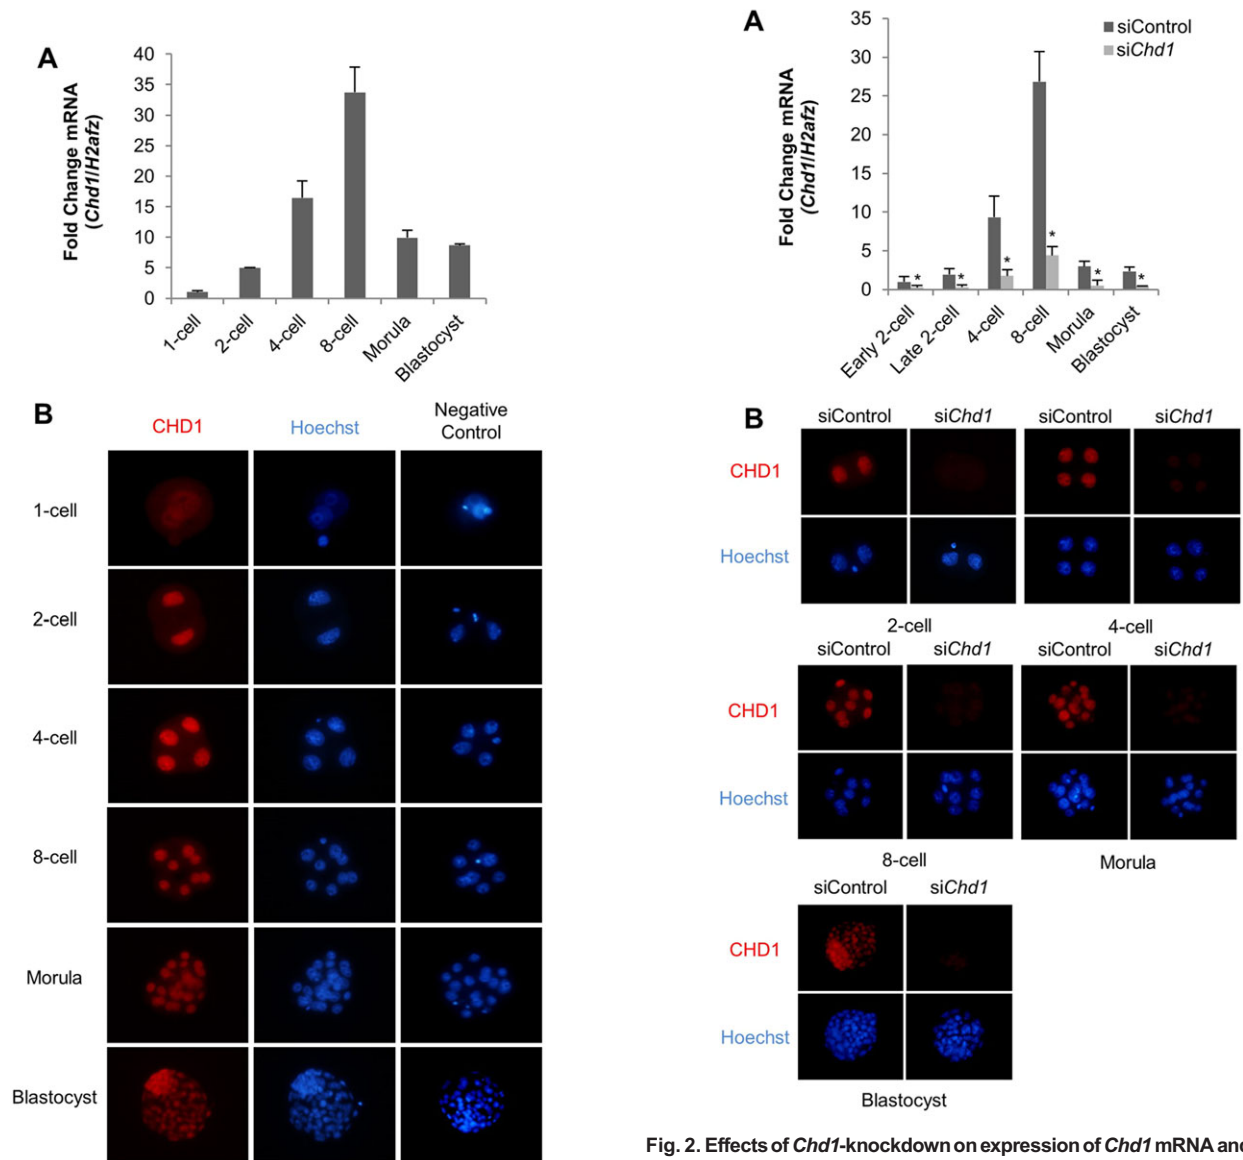 A
Fold Change mRNA
(Chd1/H2afz)
40
35
30
25
20
15
10
5
0
1-cell
2-cell
4-cell
8-cell
Morula
Blastocyst
B
CHD1
Hoechst
Negative
Control
1-cell
2-cell
4-cell
8-cell
Morula
Blastocyst
A
Fold Change mRNA
(Chd1/H2afz)
35
30
25
20
15
10
5
0
siControl
siChd1
*
*
*
*
*
*
Early 2-cell
Late 2-cell
4-cell
8-cell
Morula
Blastocyst
B
siControl
siChd1
siControl
siChd1
CHD1
Hoechst
2-cell
4-cell
siControl
siChd1
siControl
siChd1
CHD1
Hoechst
8-cell
Morula
siControl
siChd1
CHD1
Hoechst
Blastocyst
Fig. 2. Effects of Chd1-knockdown on expression of Chd1 mRNA and